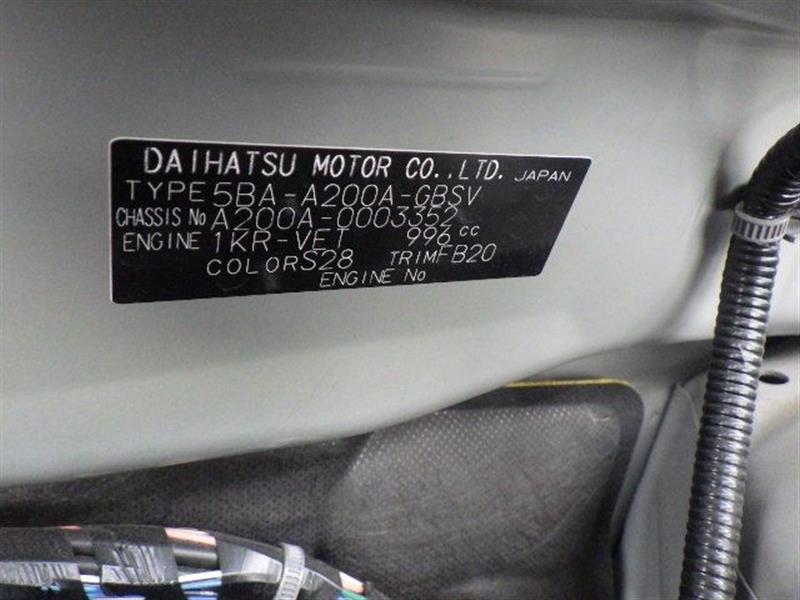 DAIHATSU MOTOR CO.,LTD. JAPAN
TYPE 5BA-A200A-GBSV
CHASSIS No A200A-0003352
ENGINE 1KR-VET 996 cc
COLOR S28 TRIM FB20
ENGINE No